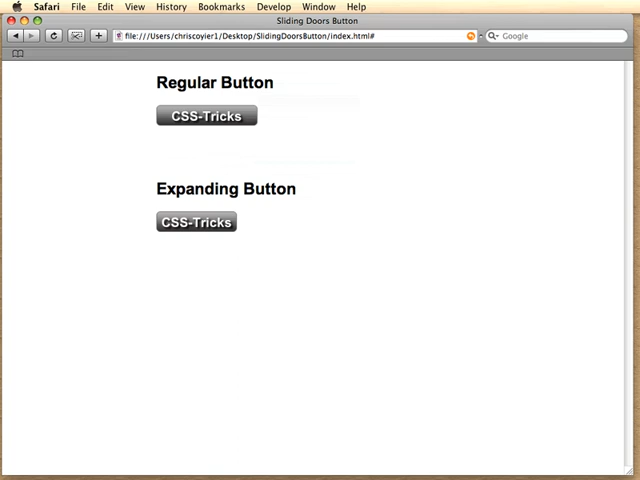 Safari File Edit View History Bookmarks Develop Window Help
Sliding Doors Button
file:///Users/chriscoyier1/Desktop/SlidingDoorsButton/index.html#
Google
Regular Button
CSS-Tricks
Expanding Button
CSS-Tricks